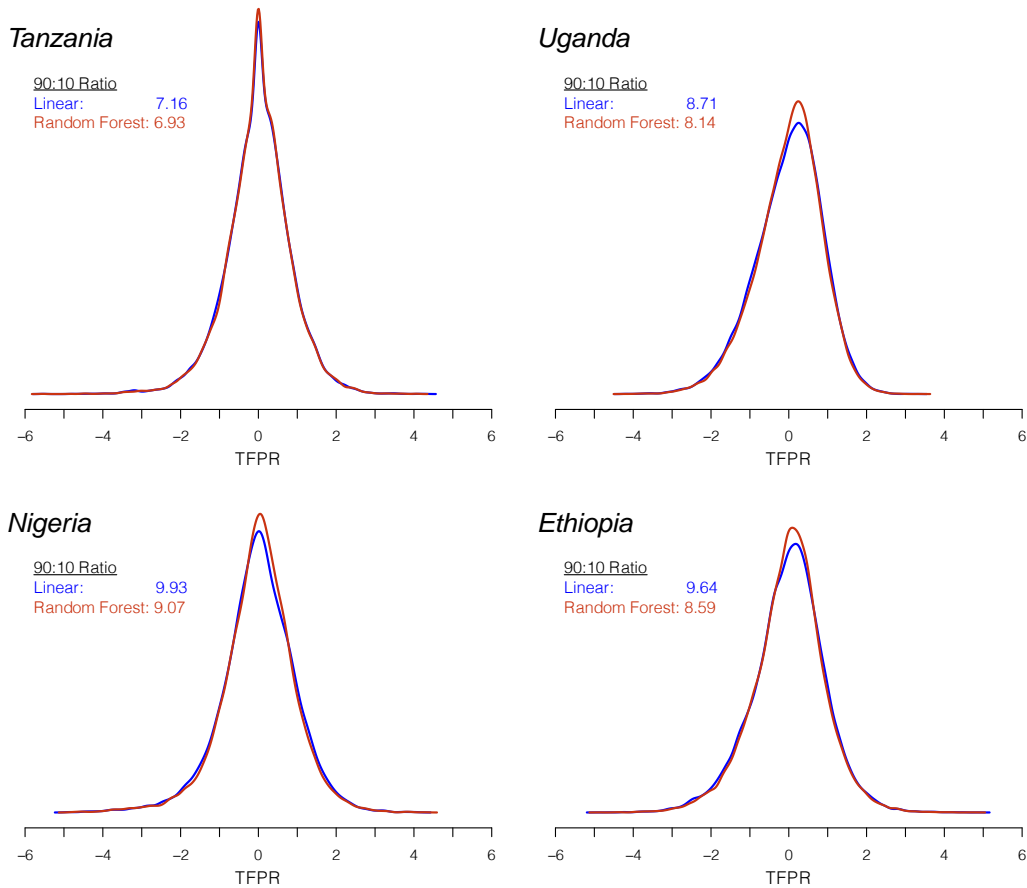 Tanzania
90:10 Ratio
Linear: 7.16
Random Forest: 6.93
−6 −4 −2 0 2 4 6
TFPR
Uganda
90:10 Ratio
Linear: 8.71
Random Forest: 8.14
−6 −4 −2 0 2 4 6
TFPR
Nigeria
90:10 Ratio
Linear: 9.93
Random Forest: 9.07
−6 −4 −2 0 2 4 6
TFPR
Ethiopia
90:10 Ratio
Linear: 9.64
Random Forest: 8.59
−6 −4 −2 0 2 4 6
TFPR